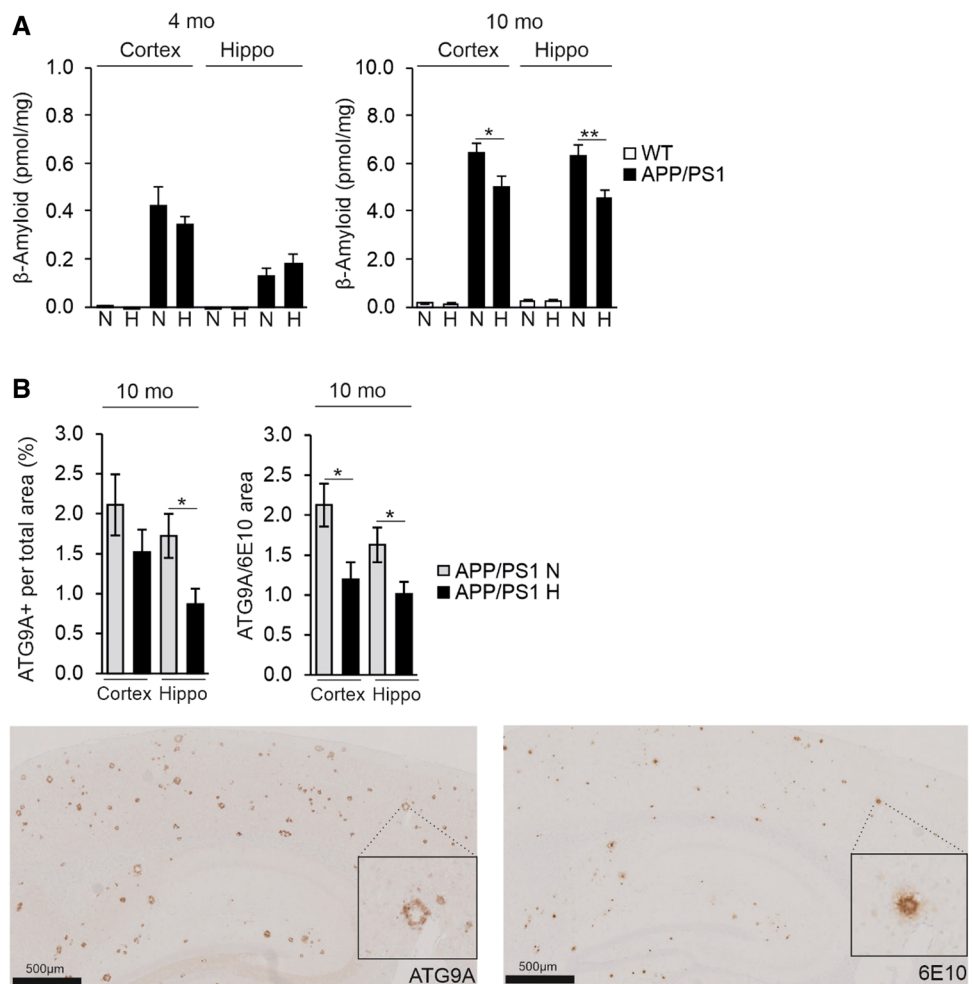 A
4 mo
Cortex Hippo
β-Amyloid (pmol/mg)
1.0
0.8
0.6
0.4
0.2
0.0
N H N H N H N H
10 mo
Cortex Hippo
β-Amyloid (pmol/mg)
10.0
8.0
6.0
4.0
2.0
0.0
* **
N H N H N H N H
WT
APP/PS1
B
10 mo
ATG9A+ per total area (%)
3.0
2.5
2.0
1.5
1.0
0.5
0.0
*
Cortex Hippo
10 mo
ATG9A/6E10 area
3.0
2.5
2.0
1.5
1.0
0.5
0.0
*
*
Cortex Hippo
APP/PS1 N
APP/PS1 H
500µm
ATG9A
500µm
6E10